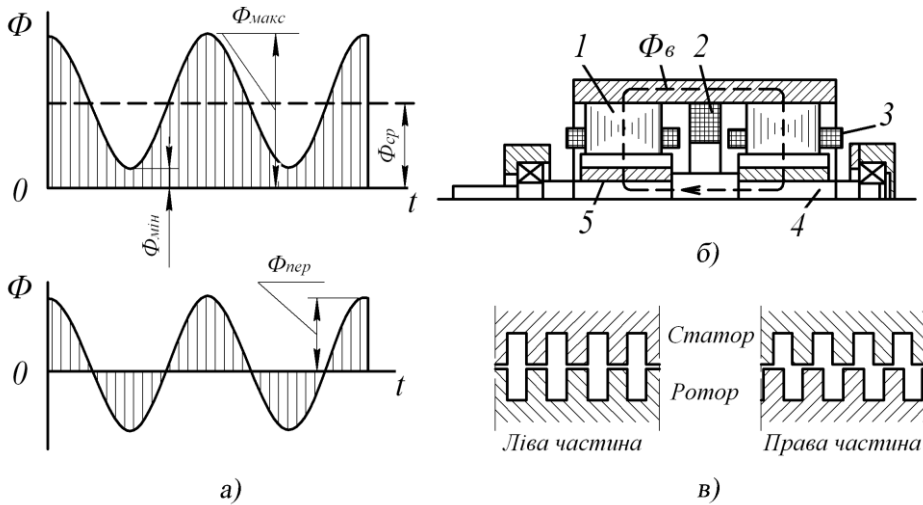 Φ
Φмакс
Φср
0
t
Φмін
Φ
Φпер
0
t
а)
1
Φв
2
3
5
4
б)
Статор
Ротор
Ліва частина
Права частина
в)